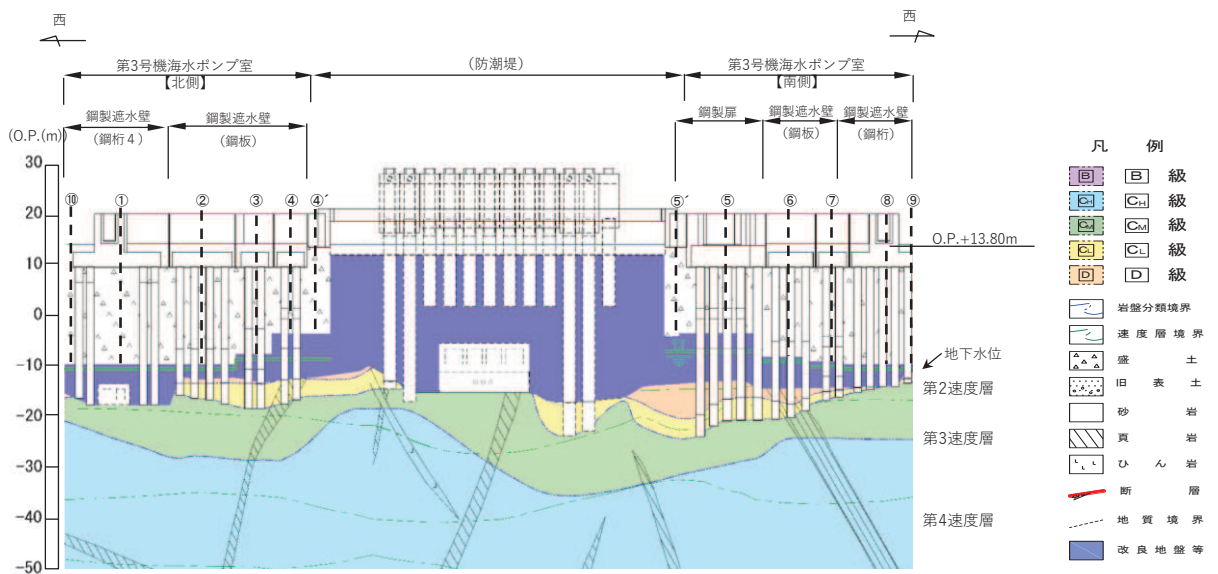 西
西
第3号機海水ポンプ室
【北側】
(防潮堤)
第3号機海水ポンプ室
【南側】
鋼製遮水壁
(鋼桁４)
鋼製遮水壁
(鋼板)
鋼製扉
鋼製遮水壁
(鋼板)
鋼製遮水壁
(鋼桁)
(O.P.(m)
30
20
10
0
-10
-20
-30
-40
-50
⑩
①
②
③
④
④´
⑤´
⑤
⑥
⑦
⑧
⑨
O.P.+13.80m
地下水位
第2速度層
第3速度層
第4速度層
凡 例
B B 級
CH CH 級
CM CM 級
CL CL 級
D D 級
岩盤分類境界
速度層境界
盛 土
旧表土
砂 岩
頁 岩
ひん岩
断 層
地質境界
改良地盤等